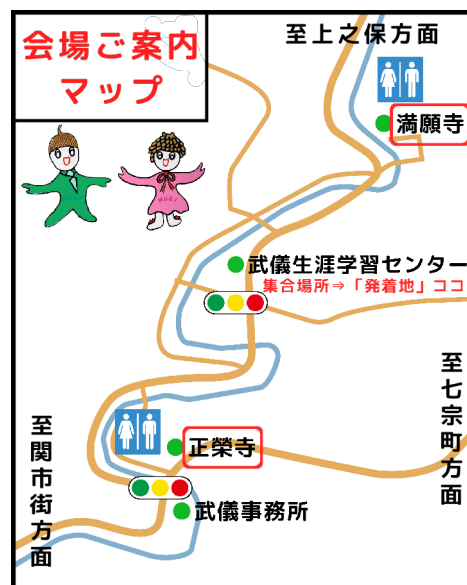 会場ご案内
マップ
至上之保方面
満願寺
武儀生涯学習センター
集合場所⇒「発着地」ココ
至七宗町方面
正榮寺
至関市街方面
武儀事務所
MUGI